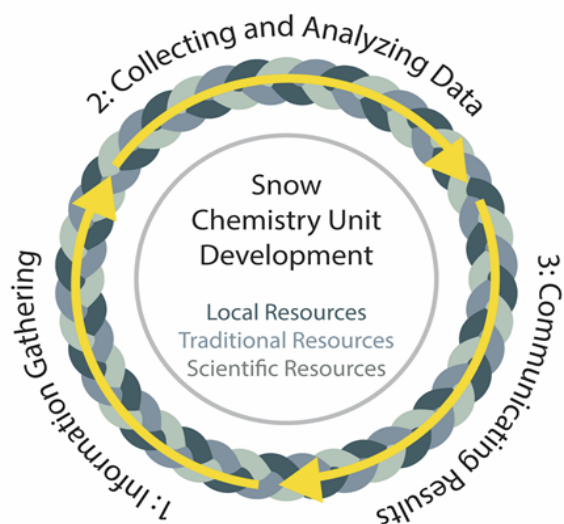 2: Collecting and Analyzing Data
Snow
Chemistry Unit
Development
Local Resources
Traditional Resources
Scientific Resources
1: Information Gathering
3: Communicating Results